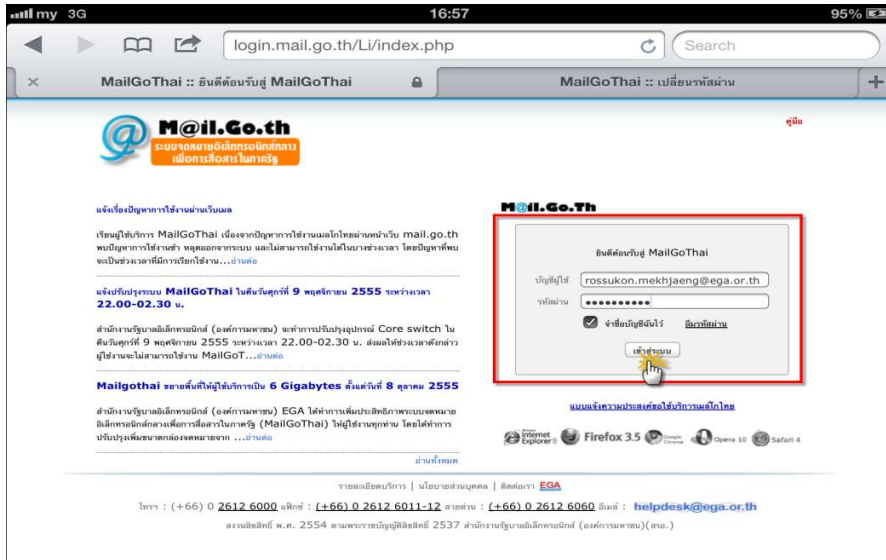 my 3G 16:57 95%
login.mail.go.th/Li/index.php Search
MailGoThai :: ยินดีต้อนรับสู่ MailGoThai MailGoThai :: เปลี่ยนรหัสผ่าน
M@il.Go.th
ระบบจดหมายอิเล็กทรอนิกส์กลาง
เพื่อการสื่อสารในภาครัฐ
คู่มือ
แจ้งเรื่องปัญหาการใช้งานผ่านเว็บเมล
เรียนผู้ใช้บริการ MailGoThai เนื่องจากปัญหาการใช้งานเมลโกไทยผ่านหน้าเว็บ mail.go.th
พบปัญหาการใช้งานช้า หลุดออกจากระบบ และไม่สามารถใช้งานได้ในบางช่วงเวลา โดยปัญหาที่พบ
จะเป็นช่วงเวลาที่มีการเรียกใช้งาน...อ่านต่อ
แจ้งปรับปรุงระบบ MailGoThai ในคืนวันศุกร์ที่ 9 พฤศจิกายน 2555 ระหว่างเวลา
22.00-02.30 น.
สำนักงานรัฐบาลอิเล็กทรอนิกส์ (องค์การมหาชน) จะทำการปรับปรุงอุปกรณ์ Core switch ใน
คืนวันศุกร์ที่ 9 พฤศจิกายน 2555 ระหว่างเวลา 22.00-02.30 น. ส่งผลให้ช่วงเวลาดังกล่าว
ผู้ใช้งานจะไม่สามารถใช้งาน MailGoT...อ่านต่อ
Mailgothai ขยายพื้นที่ให้ผู้ใช้บริการเป็น 6 Gigabytes ตั้งแต่วันที่ 8 ตุลาคม 2555
สำนักงานรัฐบาลอิเล็กทรอนิกส์ (องค์การมหาชน) EGA ได้ทำการเพิ่มประสิทธิภาพระบบจดหมาย
อิเล็กทรอนิกส์กลางเพื่อการสื่อสารในภาครัฐ (MailGoThai) ให้ผู้ใช้งานทุกท่าน โดยได้ทำการ
ปรับปรุงเพิ่มขนาดกล่องจดหมายจาก ...อ่านต่อ
อ่านทั้งหมด
M@il.Go.Th
ยินดีต้อนรับสู่ MailGoThai
บัญชีผู้ใช้ rossukon.mekhjaeng@ega.or.th
รหัสผ่าน ••••••••••
จำชื่อบัญชีฉันไว้ ลืมรหัสผ่าน
เข้าสู่ระบบ
แบบแจ้งความประสงค์ขอใช้บริการเมล์โกไทย
Internet Explorer Firefox 3.5 Google Chrome Opera 10 Safari 4
รายละเอียดบริการ | นโยบายส่วนบุคคล | ติดต่อเรา EGA
โทรฯ : (+66) 0 2612 6000 แฟ็กซ์ : (+66) 0 2612 6011-12 สายด่วน : (+66) 0 2612 6060 อีเมล์ : helpdesk@ega.or.th
สงวนลิขสิทธิ์ พ.ศ. 2554 ตามพระราชบัญญัติลิขสิทธิ์ 2537 สำนักงานรัฐบาลอิเล็กทรอนิกส์ (องค์การมหาชน)(สรอ.)